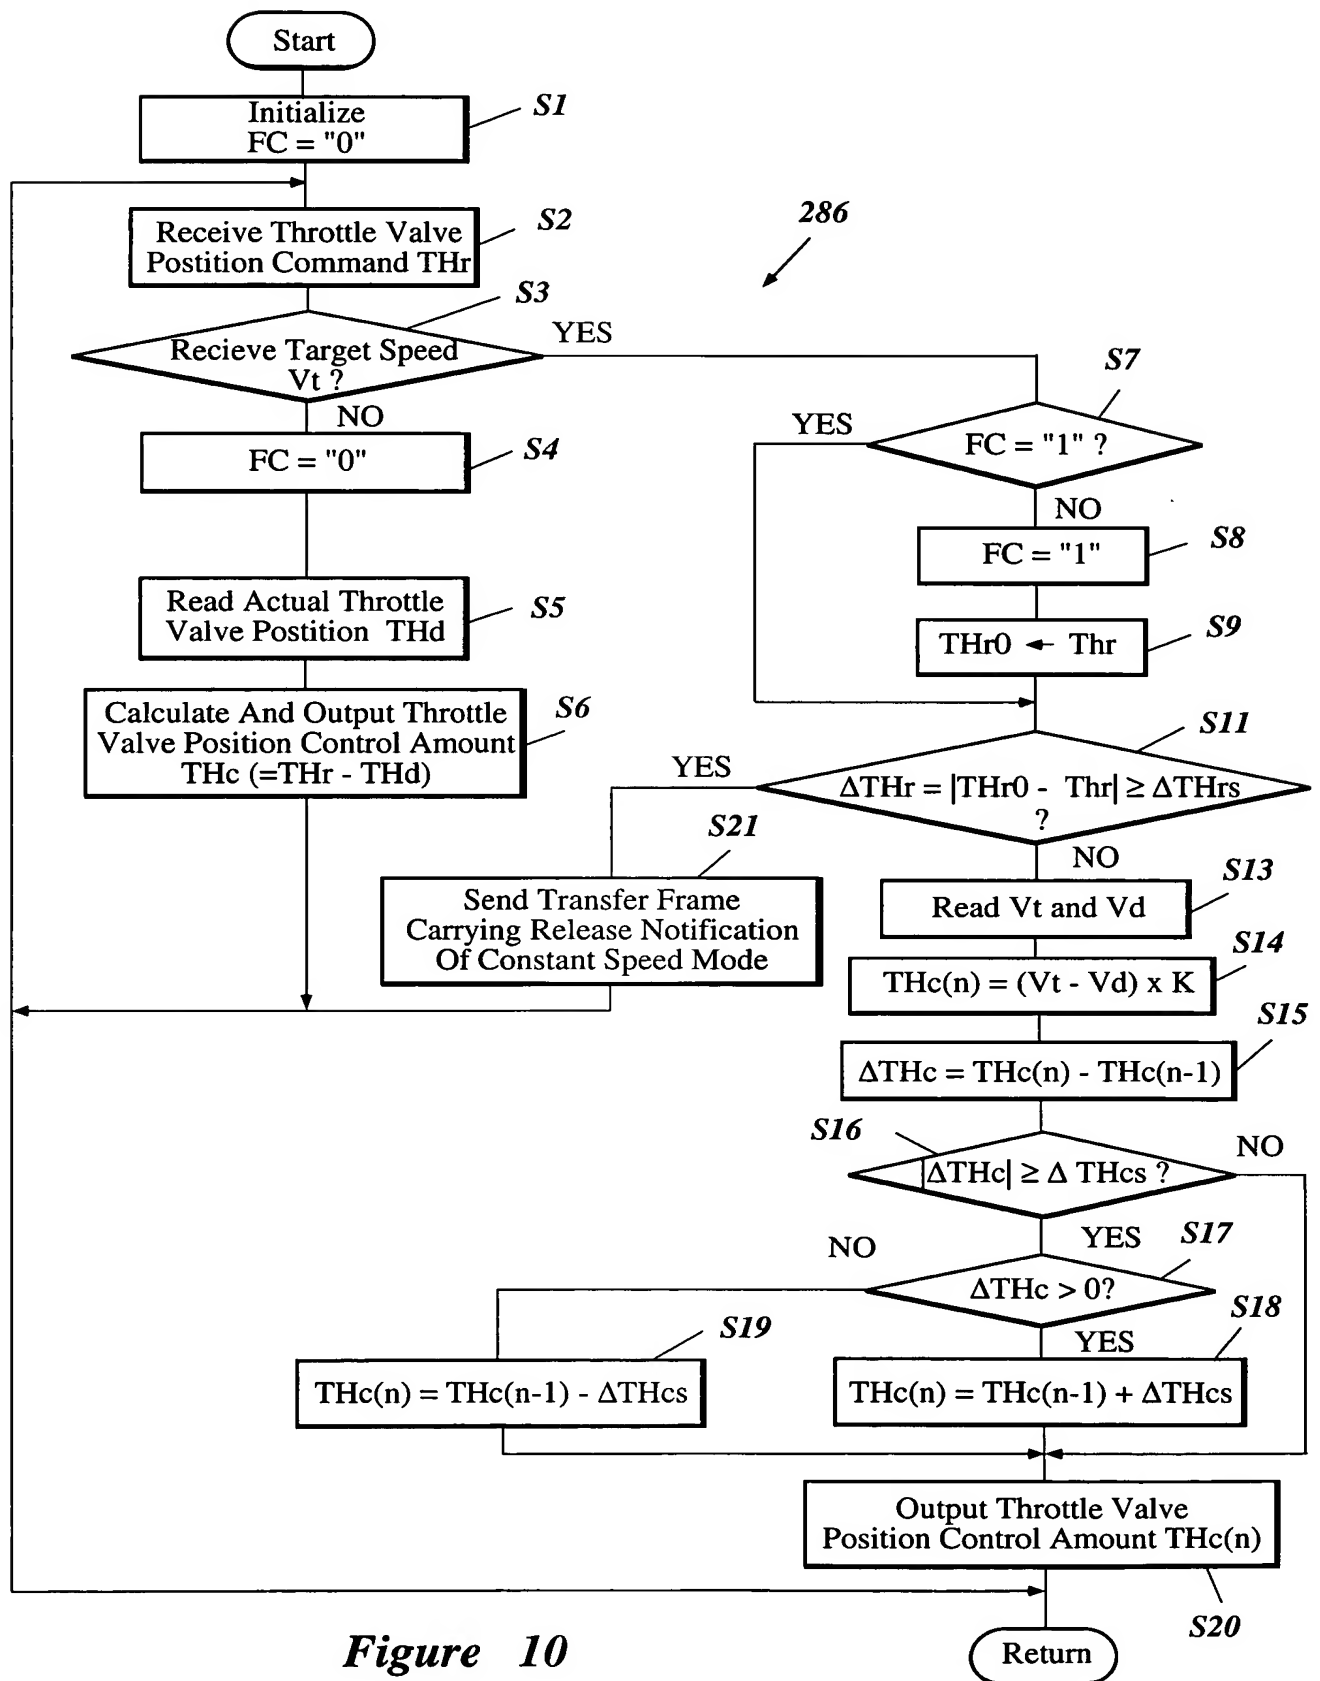 Start
Initialize
FC = "0"
S1
286
Receive Throttle Valve
Postition Command THr
S2
S3
Recieve Target Speed
Vt ?
YES
NO
S7
FC = "1" ?
YES
NO
FC = "0"
S4
FC = "1"
S8
Read Actual Throttle
Valve Postition THd
S5
THr0 ← Thr
S9
Calculate And Output Throttle
Valve Position Control Amount
THc (=THr - THd)
S6
S11
ΔTHr = |THr0 - Thr| ≥ ΔTHrs
?
YES
NO
S21
Send Transfer Frame
Carrying Release Notification
Of Constant Speed Mode
Read Vt and Vd
S13
THc(n) = (Vt - Vd) x K
S14
ΔTHc = THc(n) - THc(n-1)
S15
S16
|ΔTHc| ≥ Δ THcs ?
NO
YES
S17
ΔTHc > 0?
NO
YES
S19
THc(n) = THc(n-1) - ΔTHcs
S18
THc(n) = THc(n-1) + ΔTHcs
Output Throttle Valve
Position Control Amount THc(n)
S20
Return
Figure 10